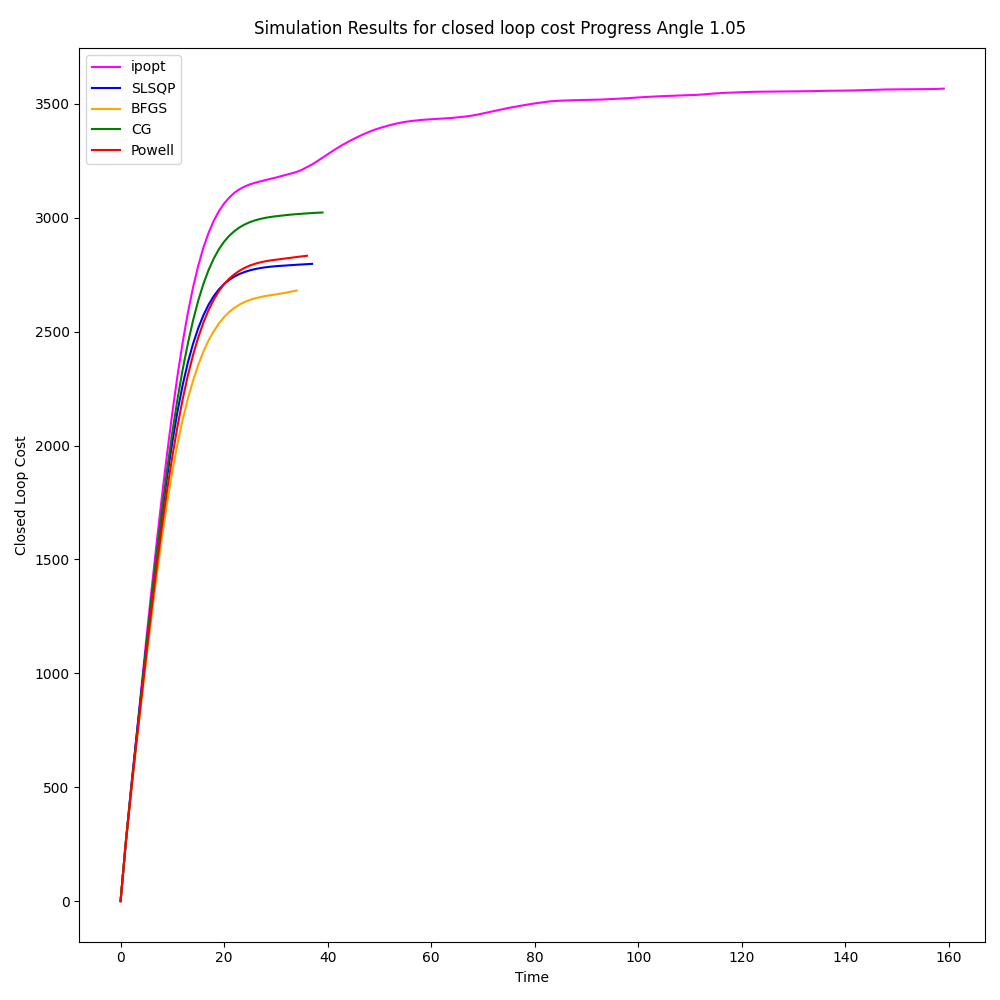 Simulation Results for closed loop cost Progress Angle 1.05
ipopt
SLSQP
BFGS
CG
Powell
3500
3000
2500
2000
1500
1000
500
0
Closed Loop Cost
0 20 40 60 80 100 120 140 160
Time